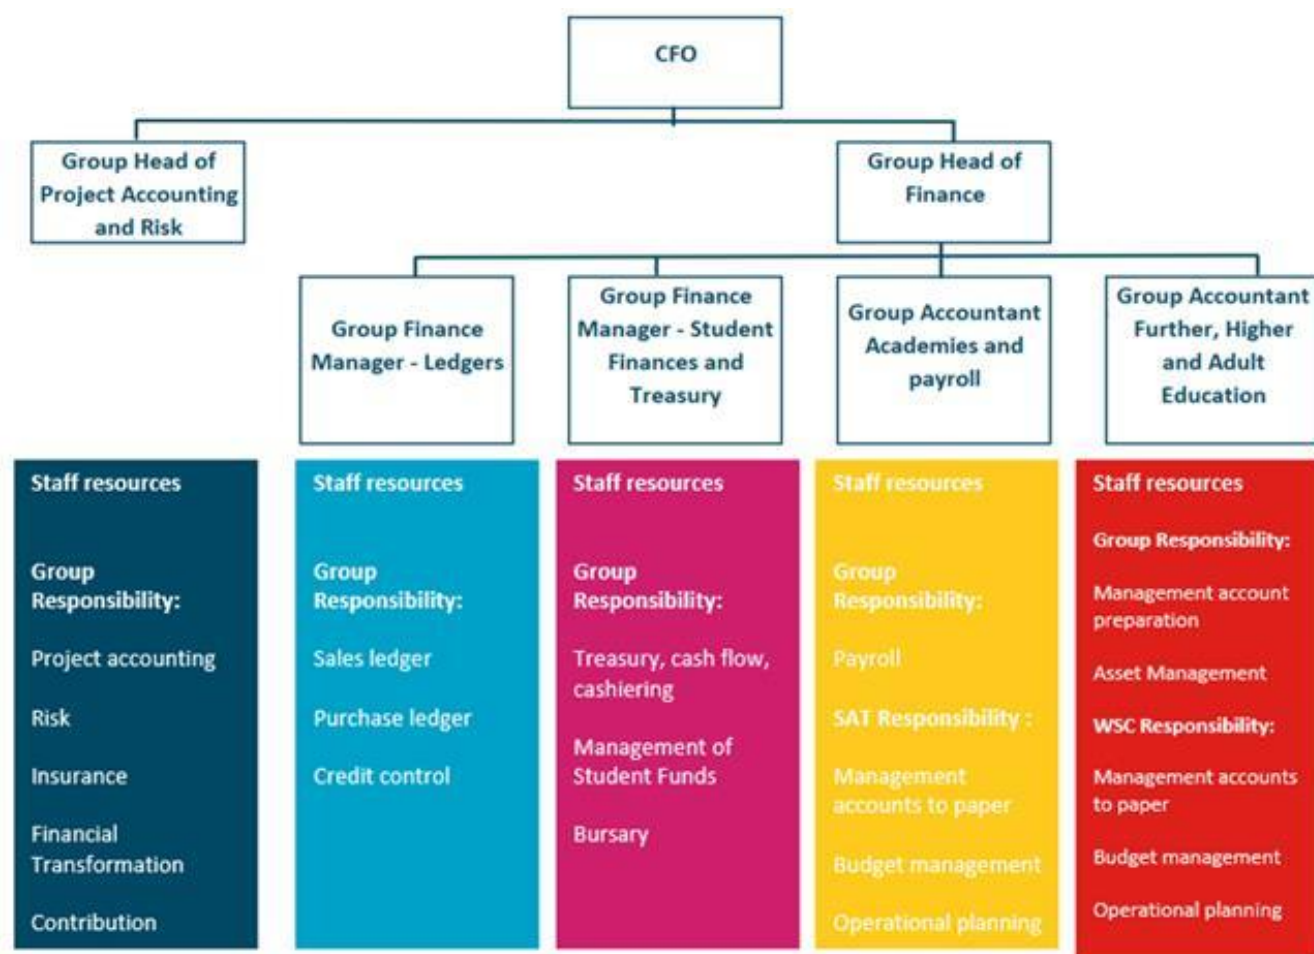 CFO
Group Head of
Project Accounting
and Risk
Group Head of
Finance
Group Finance
Manager - Ledgers
Group Finance
Manager - Student
Finances and
Treasury
Group Accountant
Academies and
payroll
Group Accountant
Further, Higher
and Adult
Education
Staff resources
Group
Responsibility:
Project accounting
Risk
Insurance
Financial
Transformation
Contribution
Staff resources
Group
Responsibility:
Sales ledger
Purchase ledger
Credit control
Staff resources
Group
Responsibility:
Treasury, cash flow,
cashiering
Management of
Student Funds
Bursary
Staff resources
Group
Responsibility:
Payroll
SAT Responsibility :
Management
accounts to paper
Budget management
Operational planning
Staff resources
Group Responsibility:
Management account
preparation
Asset Management
WSC Responsibility:
Management accounts
to paper
Budget management
Operational planning